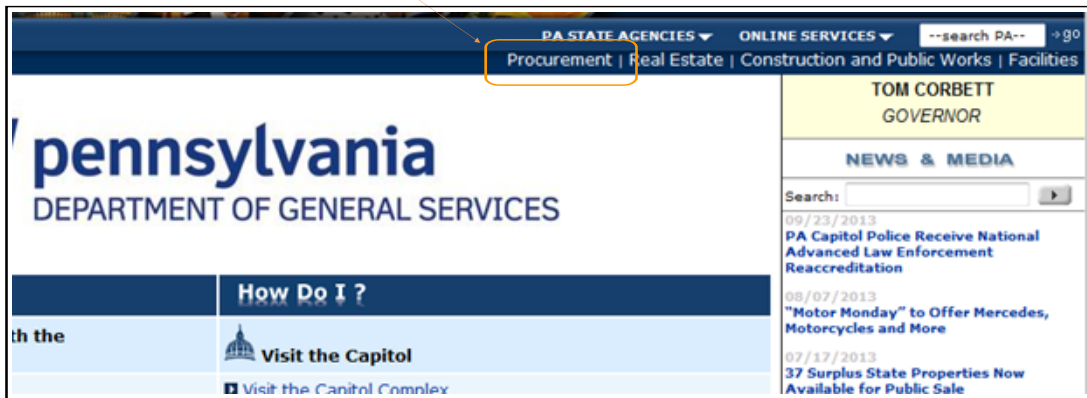 PA STATE AGENCIES ONLINE SERVICES --search PA-- go
Procurement | Real Estate | Construction and Public Works | Facilities
TOM CORBETT
GOVERNOR
pennsylvania
DEPARTMENT OF GENERAL SERVICES
NEWS & MEDIA
Search:
09/23/2013
PA Capitol Police Receive National
Advanced Law Enforcement
Reaccreditation
How Do I ?
08/07/2013
"Motor Monday" to Offer Mercedes,
Motorcycles and More
th the
Visit the Capitol
07/17/2013
37 Surplus State Properties Now
Available for Public Sale
Visit the Capitol Complex